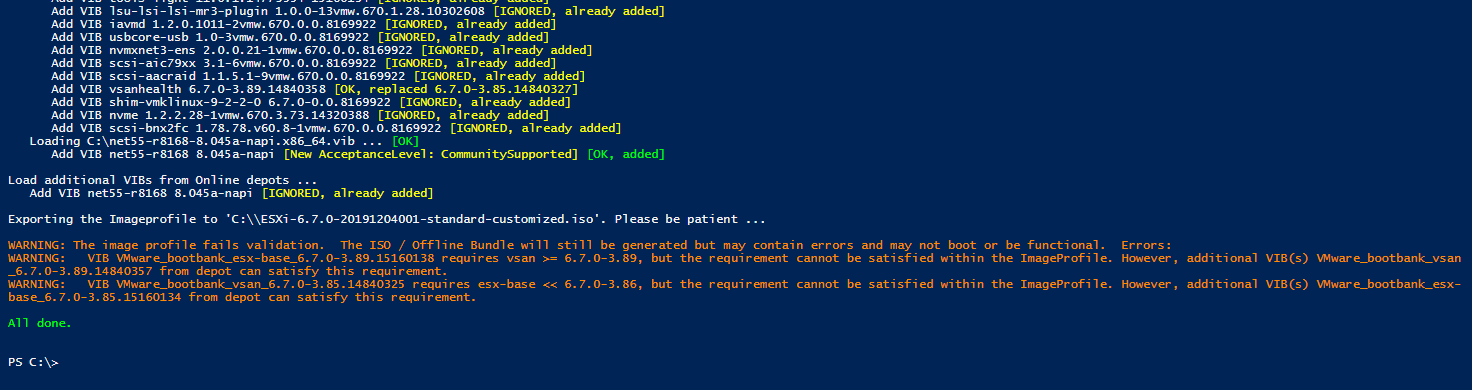 Add VIB lsu-lsi-lsi-mr3-plugin 1.0.0-13vmw.670.1.28.10302608 [IGNORED, already added]
Add VIB iavmd 1.2.0.1011-2vmw.670.0.0.8169922 [IGNORED, already added]
Add VIB usbcore-usb 1.0-3vmw.670.0.0.8169922 [IGNORED, already added]
Add VIB nvmxnet3-ens 2.0.0.21-1vmw.670.0.0.8169922 [IGNORED, already added]
Add VIB scsi-aic79xx 3.1-6vmw.670.0.0.8169922 [IGNORED, already added]
Add VIB scsi-aacraid 1.1.5.1-9vmw.670.0.0.8169922 [IGNORED, already added]
Add VIB vsanhealth 6.7.0-3.89.14840358 [OK, replaced 6.7.0-3.85.14840327]
Add VIB shim-vmklinux-9-2-2-0 6.7.0-0.0.8169922 [IGNORED, already added]
Add VIB nvme 1.2.2.28-1vmw.670.3.73.14320388 [IGNORED, already added]
Add VIB scsi-bnx2fc 1.78.78.v60.8-1vmw.670.0.0.8169922 [IGNORED, already added]
Loading C:\net55-r8168-8.045a-napi.x86_64.vib ... [OK]
Add VIB net55-r8168 8.045a-napi [New AcceptanceLevel: CommunitySupported] [OK, added]
Load additional VIBs from Online depots ...
Add VIB net55-r8168 8.045a-napi [IGNORED, already added]
Exporting the Imageprofile to 'C:\\ESXi-6.7.0-20191204001-standard-customized.iso'. Please be patient ...
WARNING: The image profile fails validation.  The ISO / Offline Bundle will still be generated but may contain errors and may not boot or be functional.  Errors:
WARNING:   VIB VMware_bootbank_esx-base_6.7.0-3.89.15160138 requires vsan >= 6.7.0-3.89, but the requirement cannot be satisfied within the ImageProfile. However, additional VIB(s) VMware_bootbank_vsan
_6.7.0-3.89.14840357 from depot can satisfy this requirement.
WARNING:   VIB VMware_bootbank_vsan_6.7.0-3.85.14840325 requires esx-base << 6.7.0-3.86, but the requirement cannot be satisfied within the ImageProfile. However, additional VIB(s) VMware_bootbank_esx-
base_6.7.0-3.85.15160134 from depot can satisfy this requirement.
All done.
PS C:\>